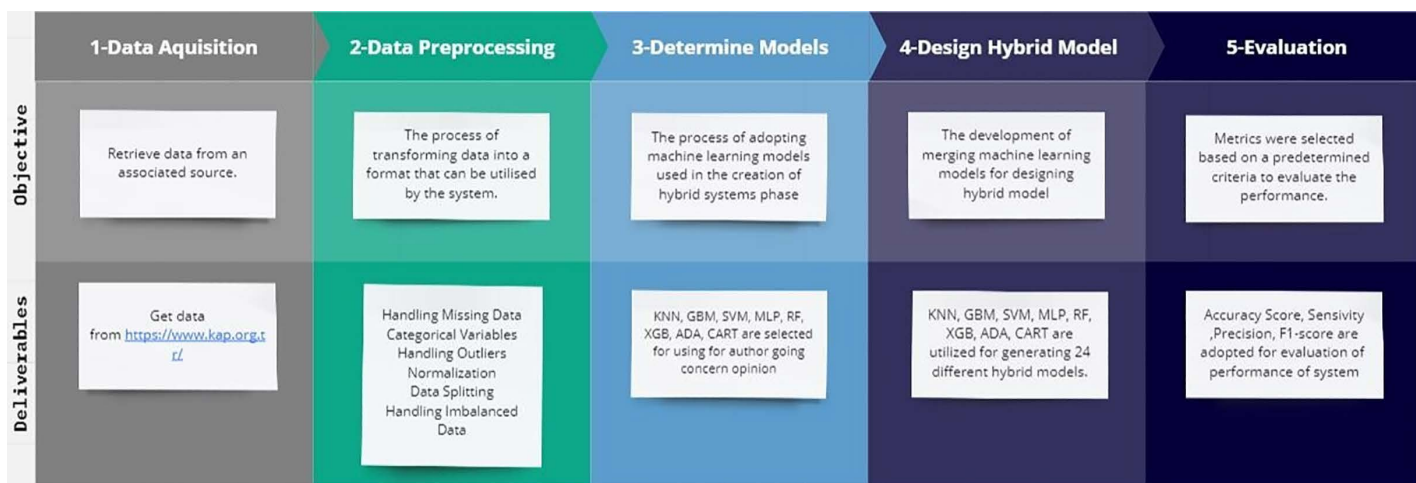 1-Data Aquisition
2-Data Preprocessing
3-Determine Models
4-Design Hybrid Model
5-Evaluation
Objective
Retrieve data from an
associated source.
The process of
transforming data into a
format that can be utilised
by the system.
The process of adopting
machine learning models
used in the creation of
hybrid systems phase
The development of
merging machine learning
models for designing
hybrid model
Metrics were selected
based on a predetermined
criteria to evaluate the
performance.
Deliverables
Get data
from https://www.kap.org.t
r/
Handling Missing Data
Categorical Variables
Handling Outliers
Normalization
Data Splitting
Handling Imbalanced
Data
KNN, GBM, SVM, MLP, RF,
XGB, ADA, CART are selected
for using for author going
concern opinion
KNN, GBM, SVM, MLP, RF,
XGB, ADA, CART are
utilized for generating 24
different hybrid models.
Accuracy Score, Sensivity
,Precision, F1-score are
adopted for evaluation of
performance of system